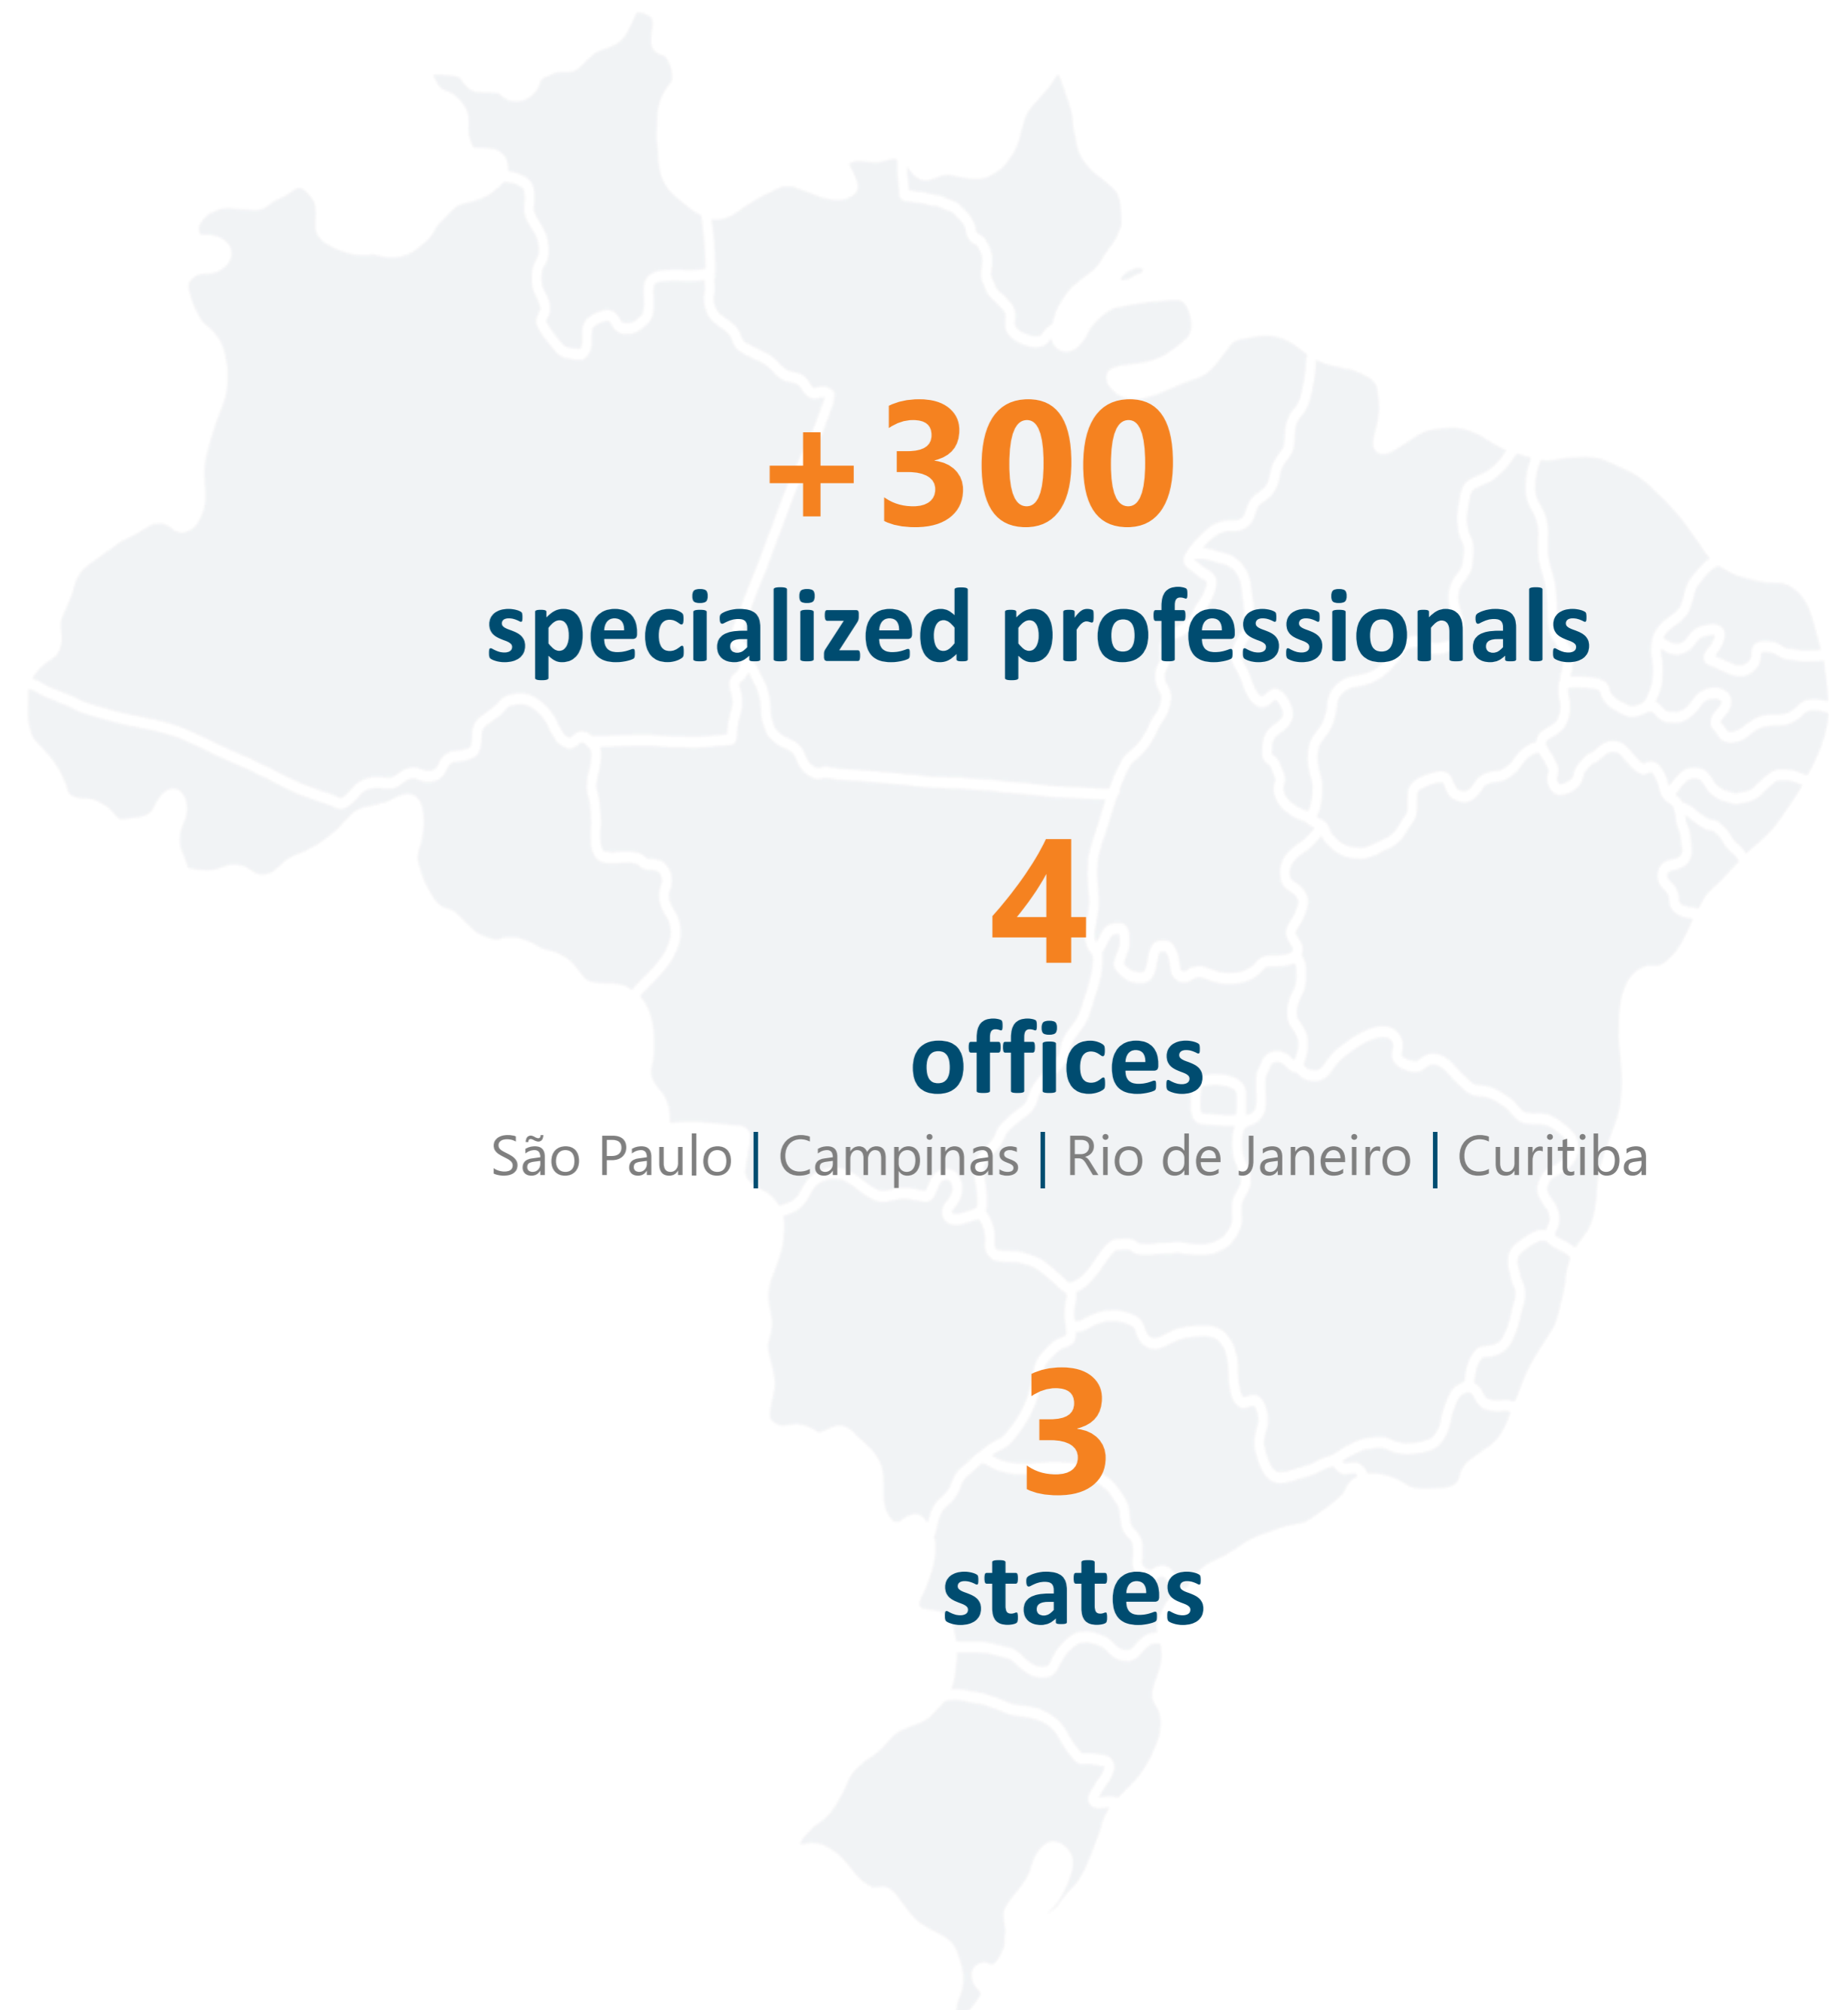 +300
specialized professionals
4
offices
São Paulo | Campinas | Rio de Janeiro | Curitiba
3
states